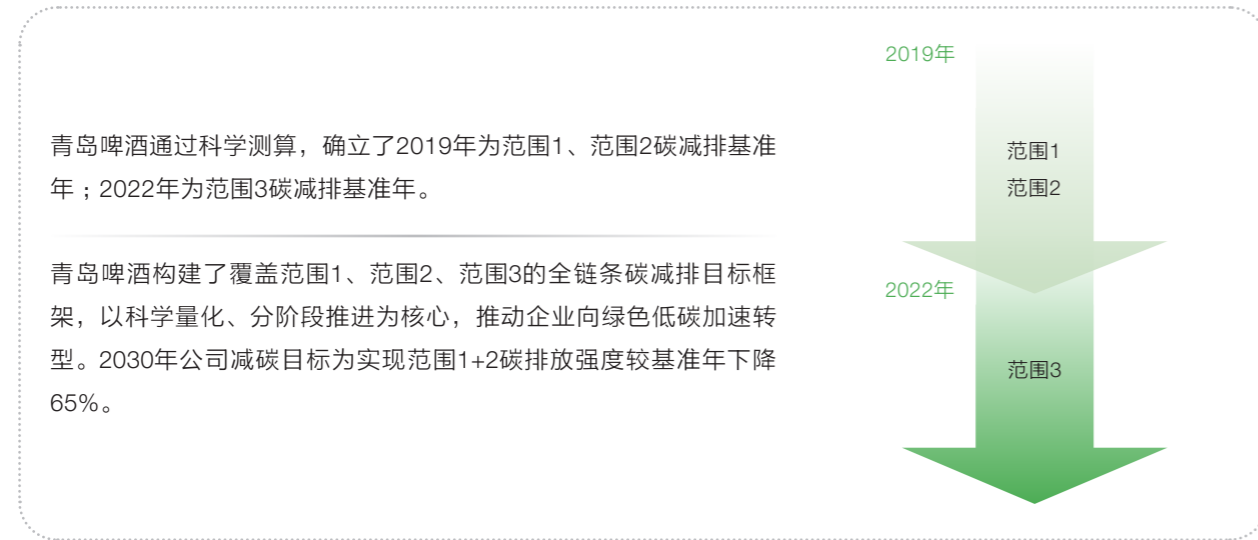 青岛啤酒通过科学测算，确立了2019年为范围1、范围2碳减排基准
年；2022年为范围3碳减排基准年。
青岛啤酒构建了覆盖范围1、范围2、范围3的全链条碳减排目标框
架，以科学量化、分阶段推进为核心，推动企业向绿色低碳加速转
型。2030年公司减碳目标为实现范围1+2碳排放强度较基准年下降
65%。
2019年
范围1
范围2
2022年
范围3